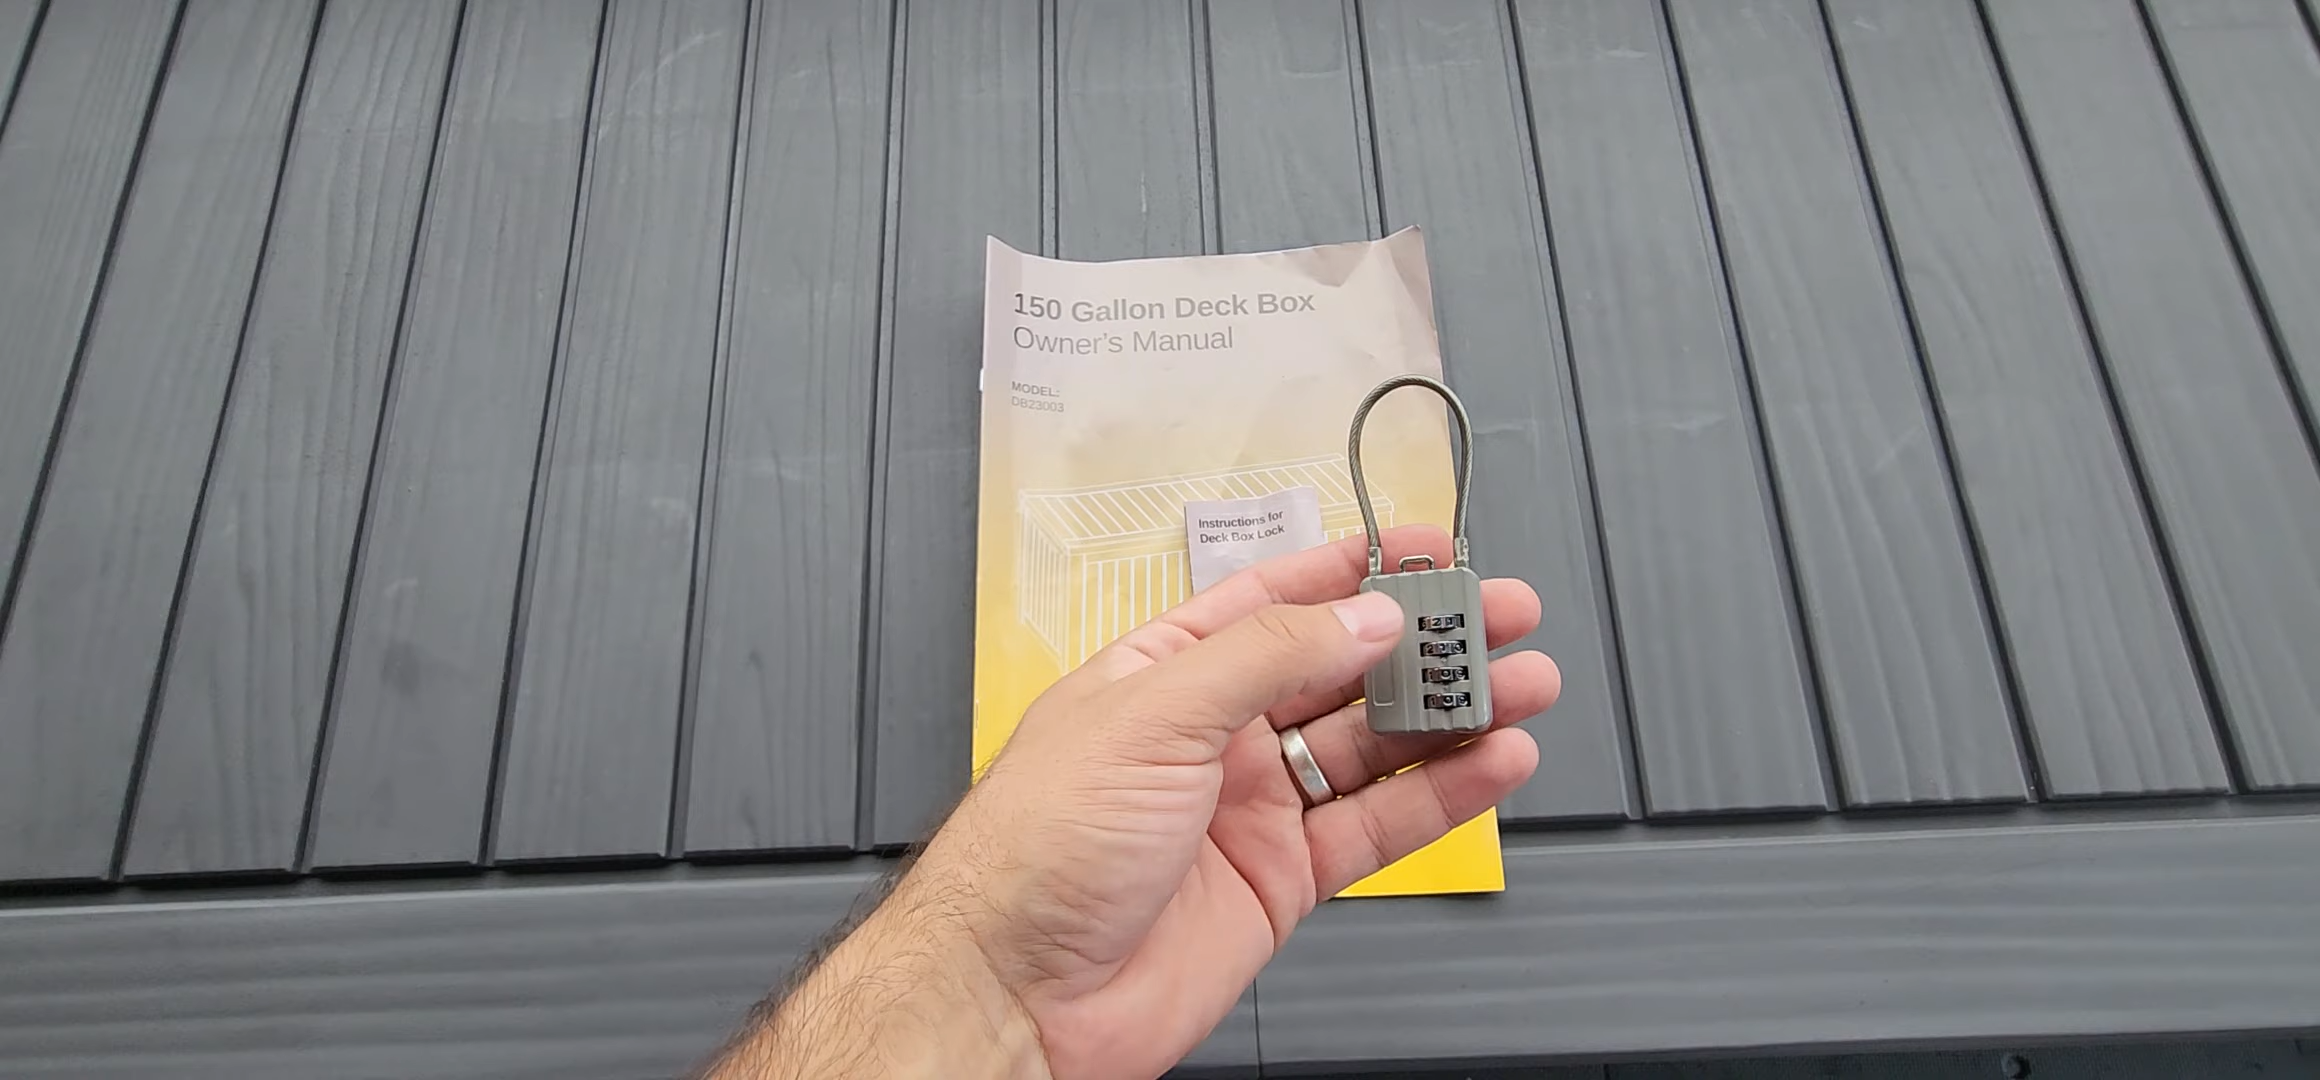 150 Gallon Deck Box
Owner's Manual
MODEL:
DB23003
Instructions for
Deck Box Lock